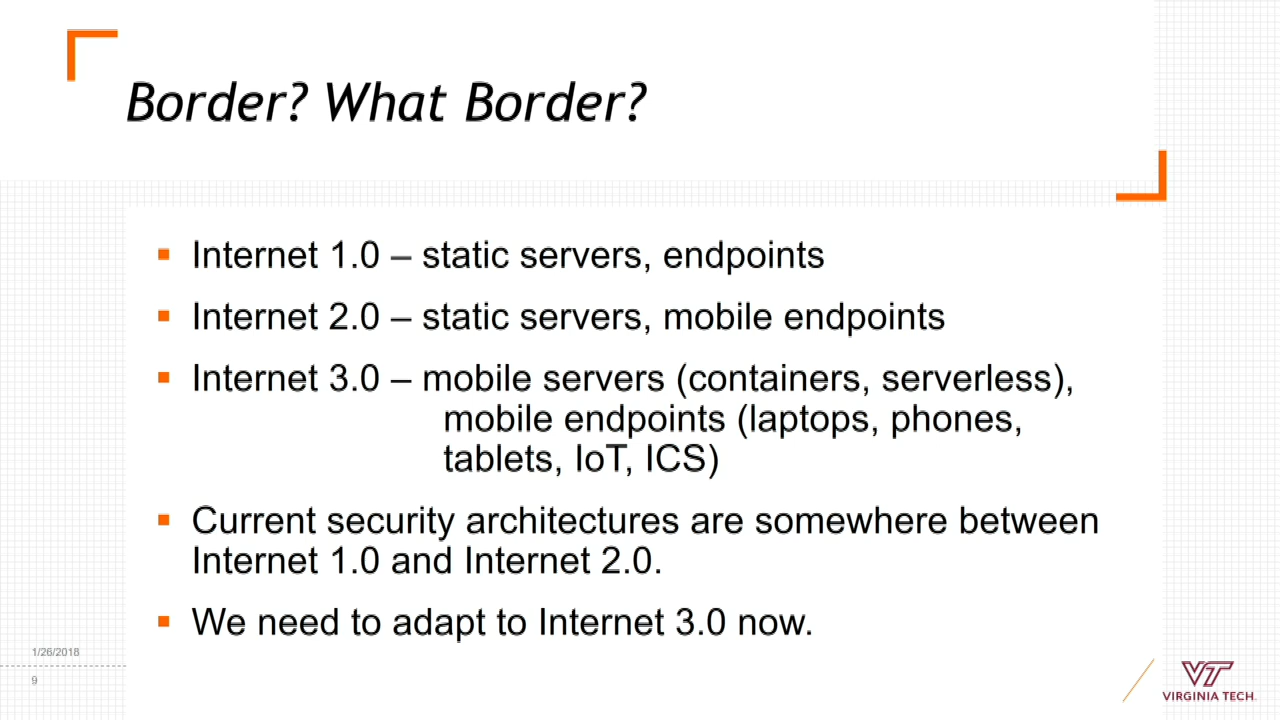 Border? What Border?
Internet 1.0 – static servers, endpoints
Internet 2.0 – static servers, mobile endpoints
Internet 3.0 – mobile servers (containers, serverless),
mobile endpoints (laptops, phones,
tablets, IoT, ICS)
Current security architectures are somewhere between
Internet 1.0 and Internet 2.0.
We need to adapt to Internet 3.0 now.
1/26/2018
9
VT
VIRGINIA TECH